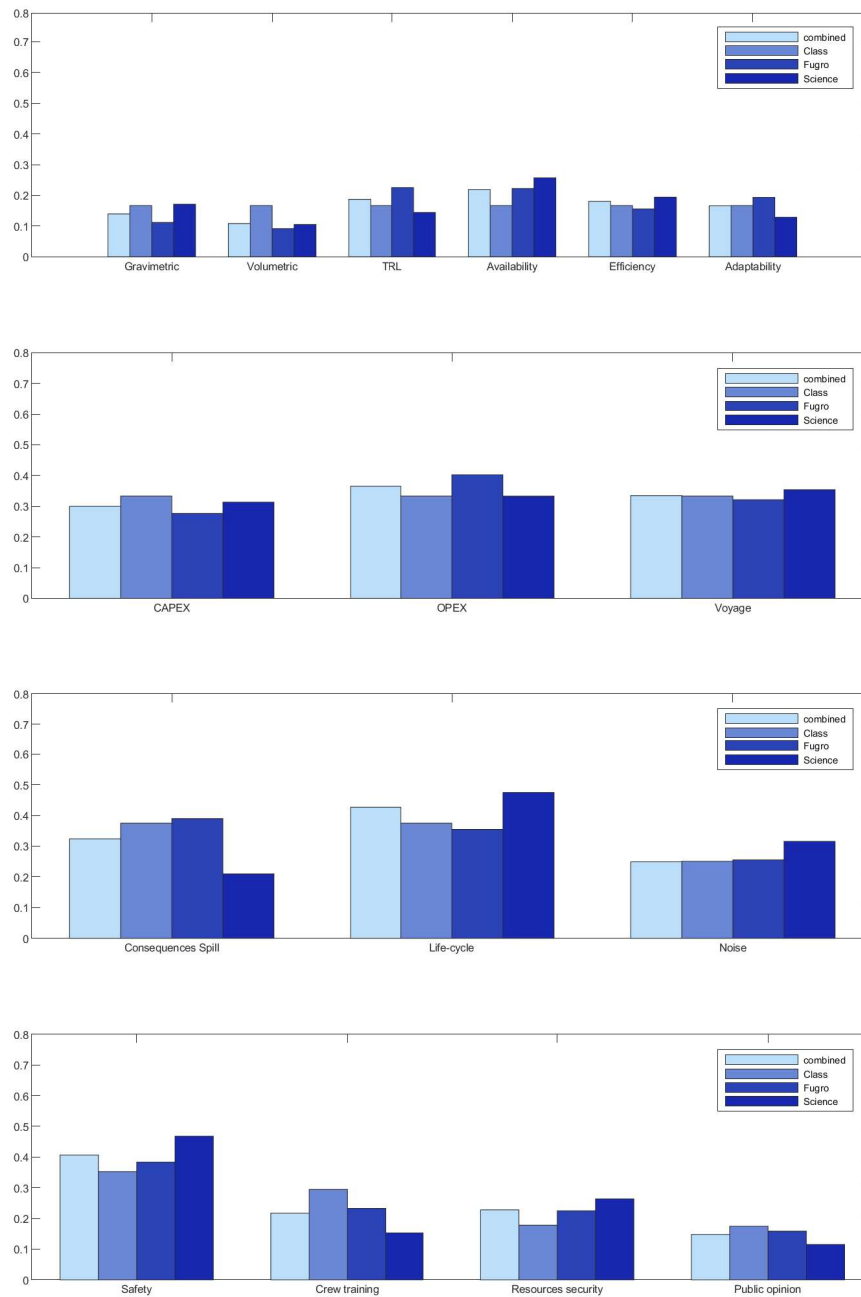 0.8
0.7
0.6
0.5
0.4
0.3
0.2
0.1
0
combined
Class
Fugro
Science
Gravimetric Volumetric TRL Availability Efficiency Adaptability
0.8
0.7
0.6
0.5
0.4
0.3
0.2
0.1
0
combined
Class
Fugro
Science
CAPEX OPEX Voyage
0.8
0.7
0.6
0.5
0.4
0.3
0.2
0.1
0
combined
Class
Fugro
Science
Consequences Spill Life-cycle Noise
0.8
0.7
0.6
0.5
0.4
0.3
0.2
0.1
0
combined
Class
Fugro
Science
Safety Crew training Resources security Public opinion